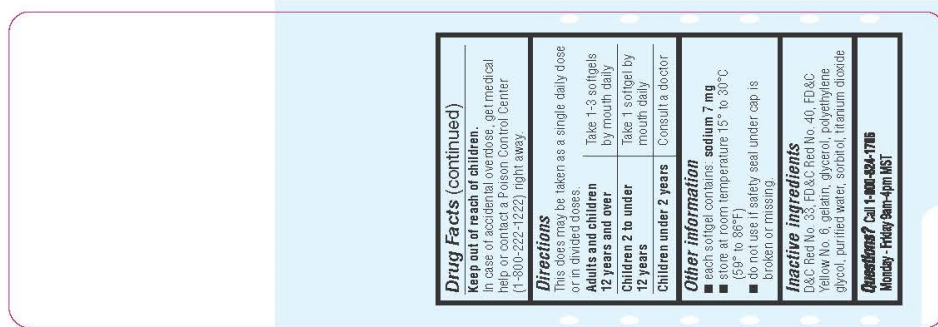 Drug Facts (continued)
Keep out of reach of children.
In case of accidental overdose, get medical
help or contact a Poison Control Center
(1-800-222-1222) right away.
Directions
This does may be taken as a single daily dose
or in divided doses.
Adults and children 12 years and over
Take 1-3 softgels by mouth daily
Children 2 to under 12 years
Take 1 softgel by mouth daily
Children under 2 years
Consult a doctor
Other information
■ each softgel contains: sodium 7 mg
■ store at room temperature 15° to 30°C
(59° to 86°F)
■ do not use if safety seal under cap is
broken or missing.
Inactive ingredients
D&C Red No. 33, FD&C Red No. 40, FD&C
Yellow No. 6, gelatin, glycerol, polyethylene
glycol, purified water, sorbitol, titanium dioxide
Questions? Call 1-800-824-
Monday - Friday 9am-4pm MST